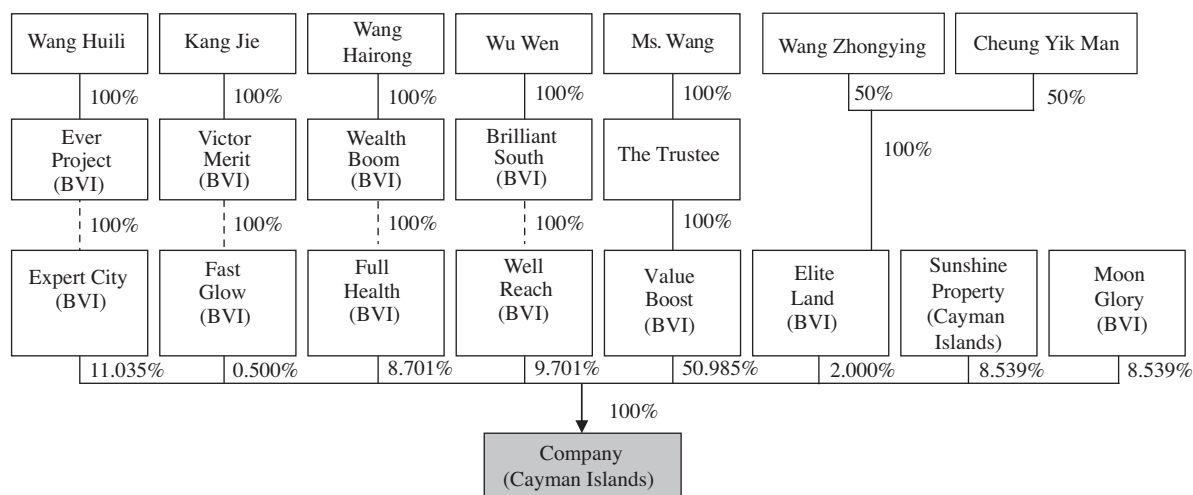 Wang Huili
Kang Jie
Wang
Hairong
Wu Wen
Ms. Wang
Wang Zhongying
Cheung Yik Man
100%
100%
100%
100%
100%
50%
50%
Ever
Project
(BVI)
Victor
Merit
(BVI)
Wealth
Boom
(BVI)
Brilliant
South
(BVI)
The Trustee
100%
100%
100%
100%
100%
100%
Expert City
(BVI)
Fast
Glow
(BVI)
Full
Health
(BVI)
Well
Reach
(BVI)
Value
Boost
(BVI)
Elite
Land
(BVI)
Sunshine
Property
(Cayman
Islands)
Moon
Glory
(BVI)
11.035%
0.500%
8.701%
9.701%
50.985%
2.000%
8.539%
8.539%
100%
Company
(Cayman Islands)